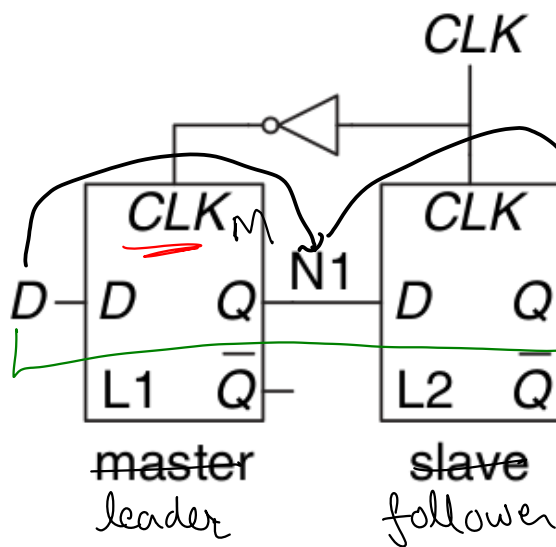 CLK
CLK M CLK
N1
D D Q D Q
L1 Q̅ L2 Q̅
master slave
leader follower